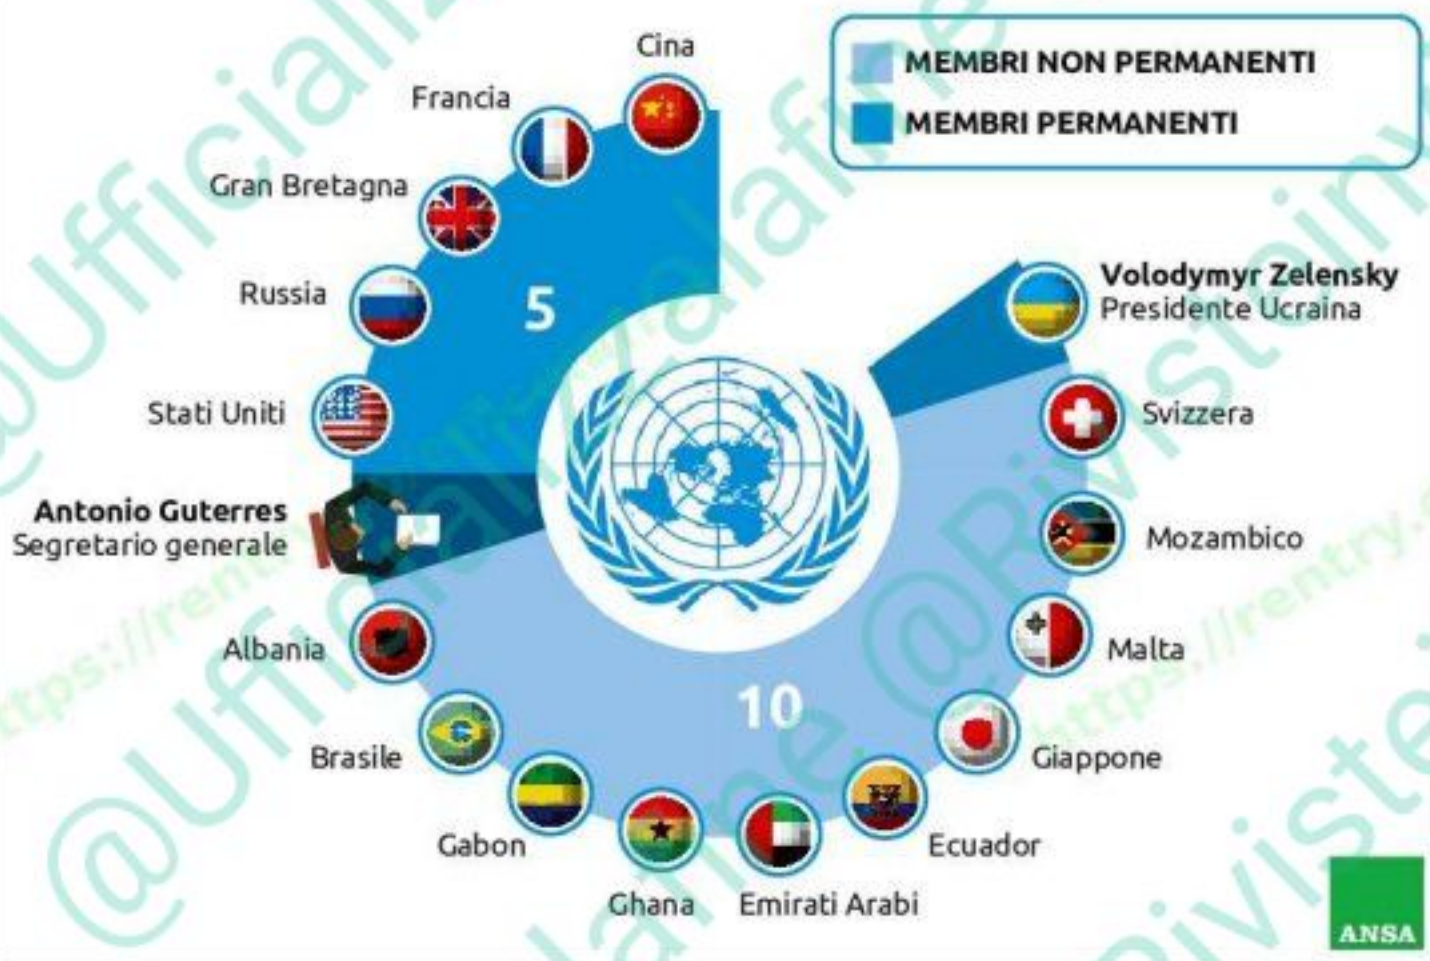 Cina
MEMBRI NON PERMANENTI
MEMBRI PERMANENTI
Francia
Gran Bretagna
Russia
5
Volodymyr Zelensky
Presidente Ucraina
Stati Uniti
Svizzera
Antonio Guterres
Segretario generale
Mozambico
Albania
Malta
10
Brasile
Giappone
Gabon
Ecuador
Ghana
Emirati Arabi
ANSA